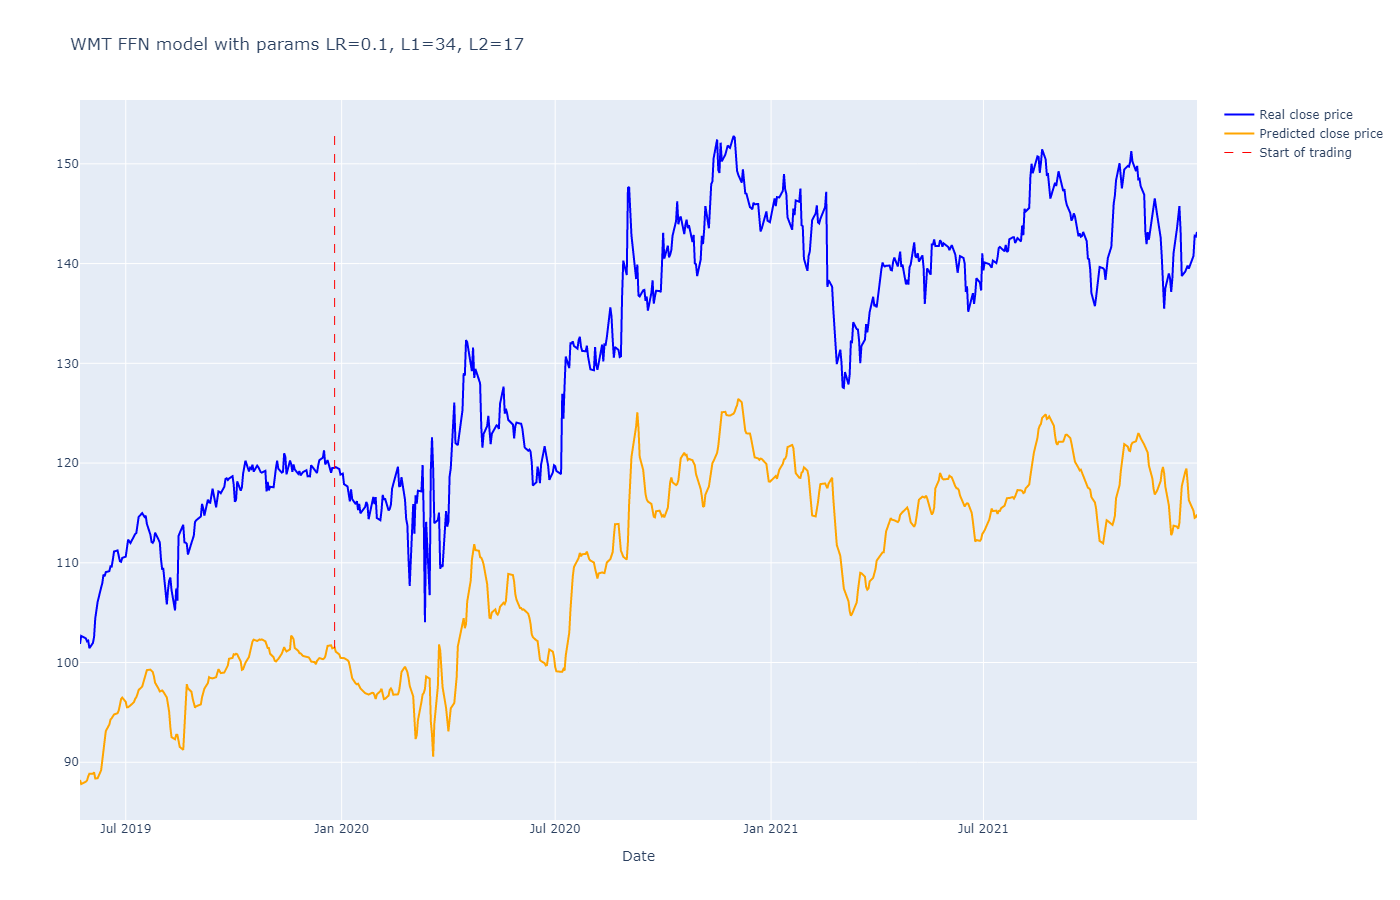 WMT FFN model with params LR=0.1, L1=34, L2=17
Real close price
Predicted close price
Start of trading
150
140
130
120
110
100
90
Jul 2019
Jan 2020
Jul 2020
Jan 2021
Jul 2021
Date